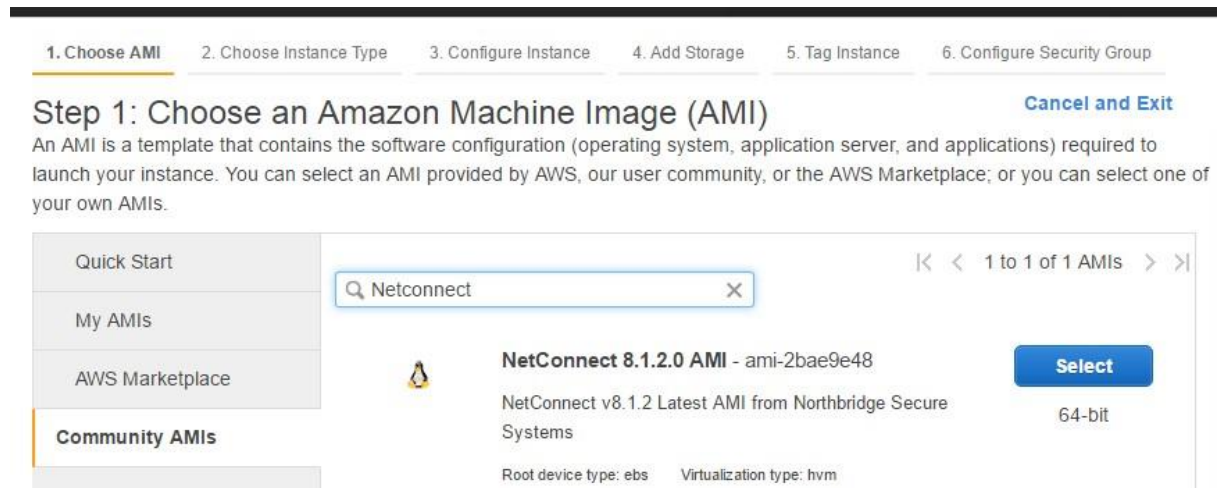 1. Choose AMI 2. Choose Instance Type 3. Configure Instance 4. Add Storage 5. Tag Instance 6. Configure Security Group
Step 1: Choose an Amazon Machine Image (AMI) Cancel and Exit
An AMI is a template that contains the software configuration (operating system, application server, and applications) required to
launch your instance. You can select an AMI provided by AWS, our user community, or the AWS Marketplace; or you can select one of
your own AMIs.
Quick Start
1 to 1 of 1 AMIs
Netconnect
My AMIs
NetConnect 8.1.2.0 AMI - ami-2bae9e48
Select
AWS Marketplace
NetConnect v8.1.2 Latest AMI from Northbridge Secure
Systems
64-bit
Community AMIs
Root device type: ebs Virtualization type: hvm